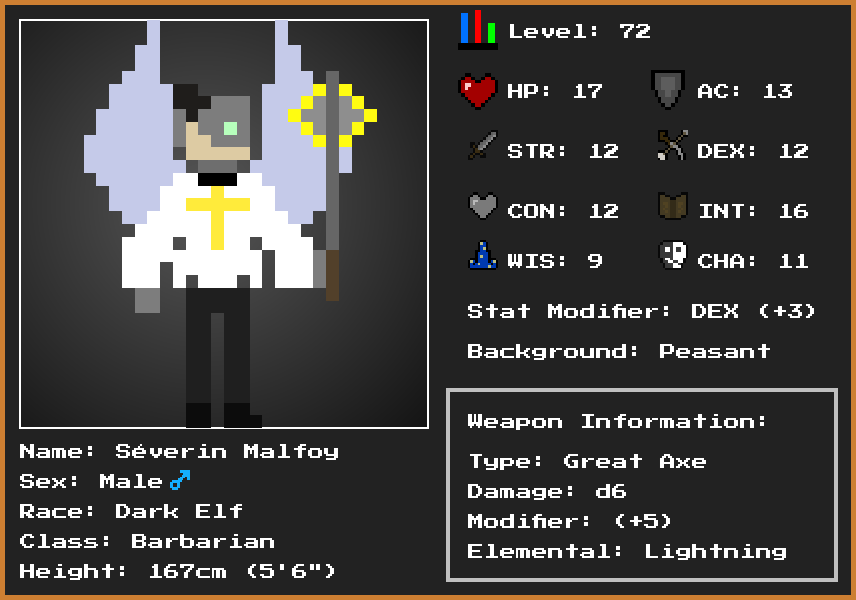 Level: 72
HP: 17
AC: 13
STR: 12
DEX: 12
CON: 12
INT: 16
WIS: 9
CHA: 11
Stat Modifier: DEX (+3)
Background: Peasant
Weapon Information:
Type: Great Axe
Damage: d6
Modifier: (+5)
Elemental: Lightning
Name: Séverin Malfoy
Sex: Male ♂
Race: Dark Elf
Class: Barbarian
Height: 167cm (5'6")